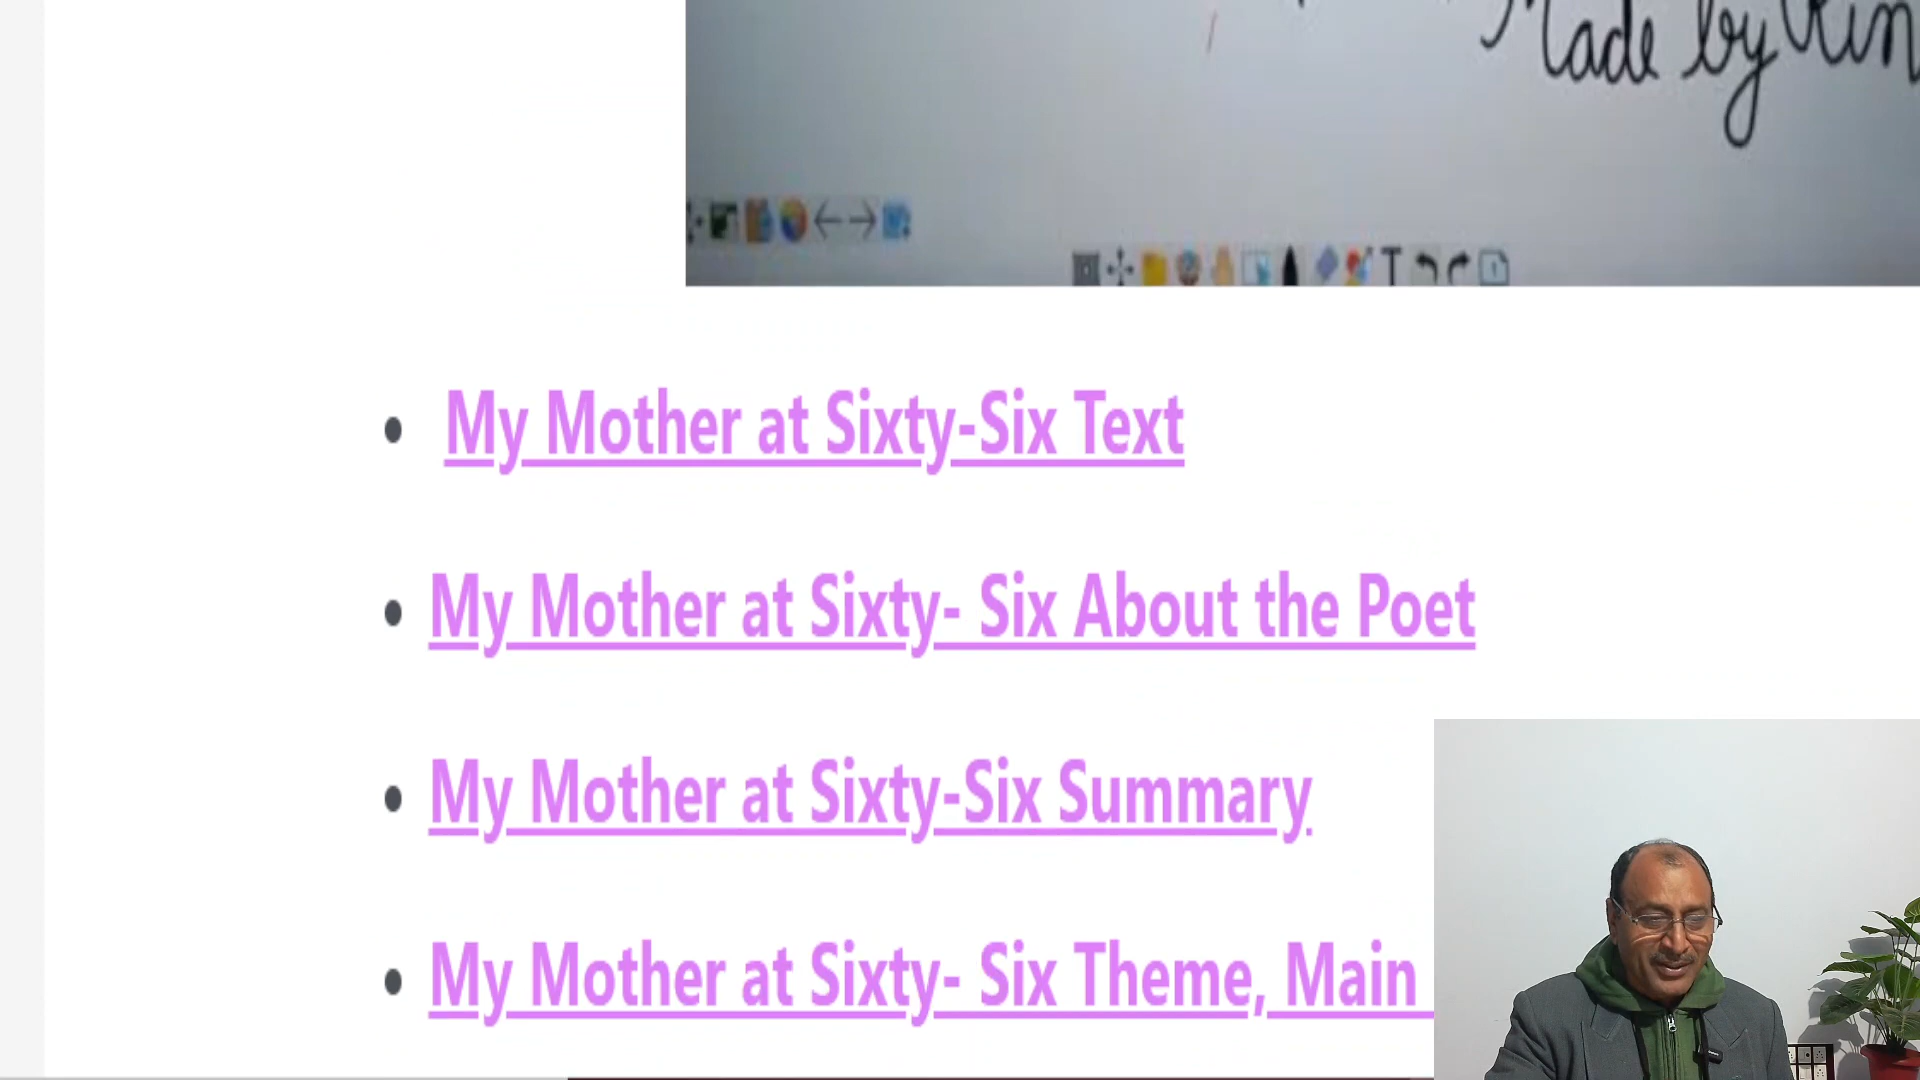 Made by
My Mother at Sixty-Six Text
My Mother at Sixty- Six About the Poet
My Mother at Sixty-Six Summary
My Mother at Sixty- Six Theme, Main